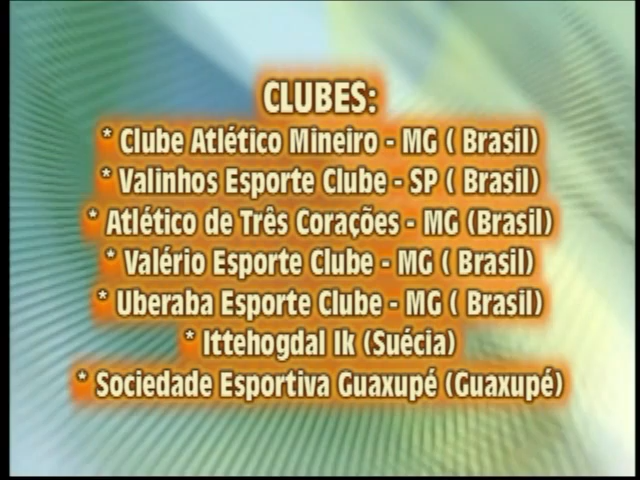 CLUBES:
* Clube Atlético Mineiro - MG ( Brasil)
* Valinhos Esporte Clube - SP ( Brasil)
* Atlético de Três Corações - MG (Brasil)
* Valério Esporte Clube - MG ( Brasil)
* Uberaba Esporte Clube - MG ( Brasil)
* Ittehogdal Ik (Suécia)
* Sociedade Esportiva Guaxupé (Guaxupé)